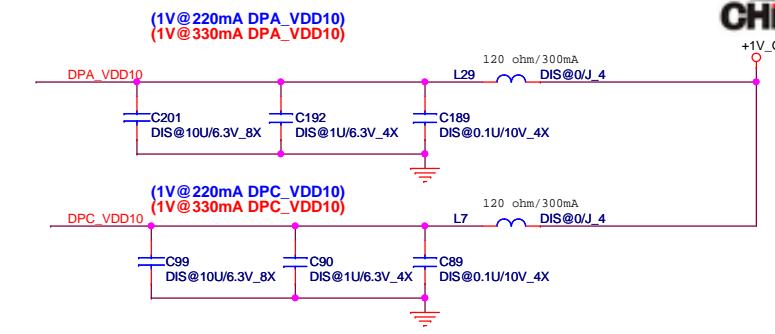 (1V@220mA DPA_VDD10)
(1V@330mA DPA_VDD10)
120 ohm/300mA
DPA_VDD10
L29
DIS@0/J_4
C201
DIS@10U/6.3V_8X
C192
DIS@1U/6.3V_4X
C189
DIS@0.1U/10V_4X
(1V@220mA DPC_VDD10)
(1V@330mA DPC_VDD10)
120 ohm/300mA
DPC_VDD10
L7
DIS@0/J_4
C99
DIS@10U/6.3V_8X
C90
DIS@1U/6.3V_4X
C89
DIS@0.1U/10V_4X